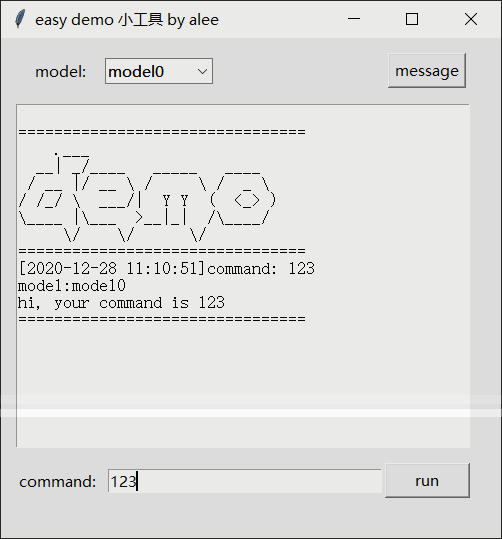 easy demo 小工具 by alee
model: model0 message
===============================
demo
===============================
[2020-12-28 11:10:51]command: 123
model:model0
hi, your command is 123
===============================
command: 123 run